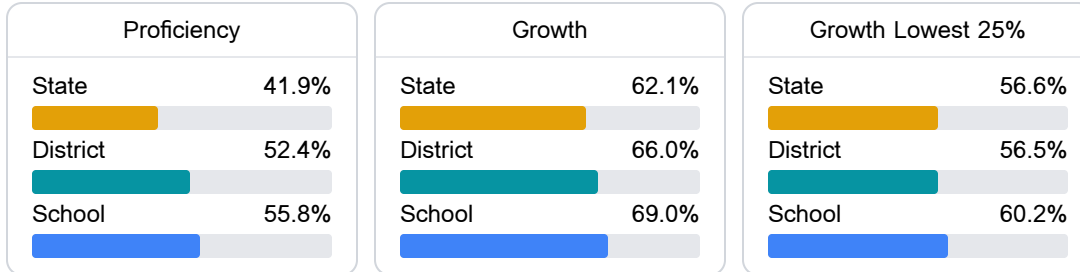 Proficiency
State 41.9%
District 52.4%
School 55.8%
Growth
State 62.1%
District 66.0%
School 69.0%
Growth Lowest 25%
State 56.6%
District 56.5%
School 60.2%